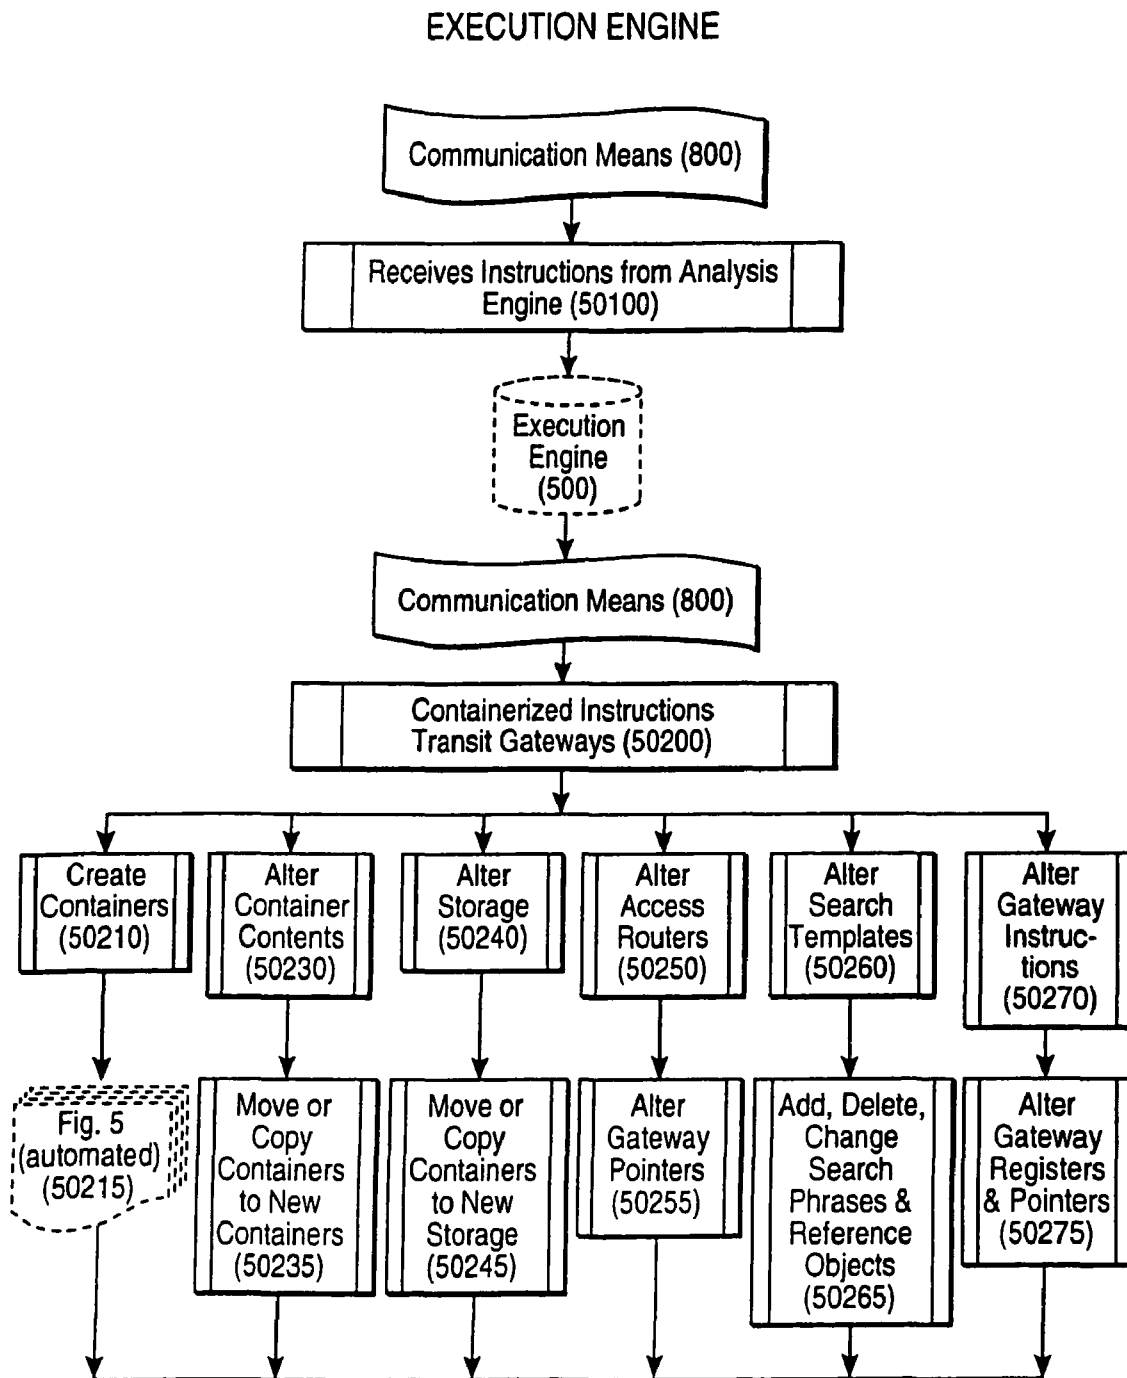 EXECUTION ENGINE
Communication Means (800)
Receives Instructions from Analysis
Engine (50100)
Execution
Engine
(500)
Communication Means (800)
Containerized Instructions
Transit Gateways (50200)
Create
Containers
(50210)
Alter
Container
Contents
(50230)
Alter
Storage
(50240)
Alter
Access
Routers
(50250)
Alter
Search
Templates
(50260)
Alter
Gateway
Instruc-
tions
(50270)
Fig. 5
(automated)
(50215)
Move or
Copy
Containers
to New
Containers
(50235)
Move or
Copy
Containers
to New
Storage
(50245)
Alter
Gateway
Pointers
(50255)
Add, Delete,
Change
Search
Phrases &
Reference
Objects
(50265)
Alter
Gateway
Registers
& Pointers
(50275)